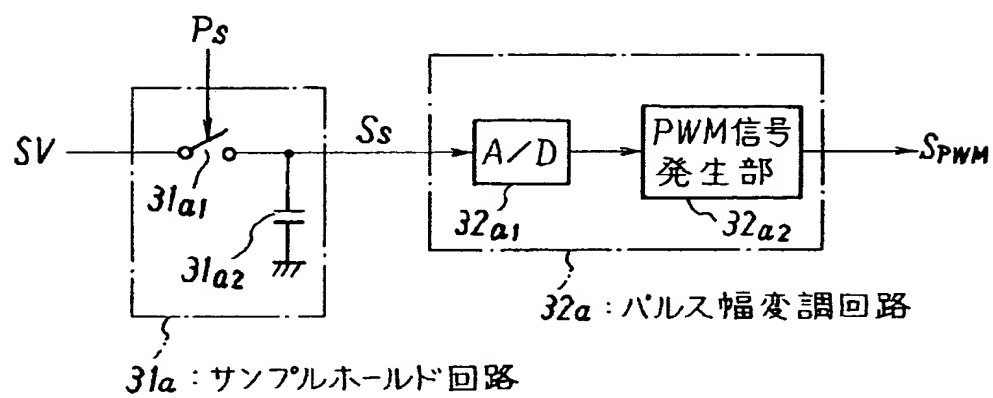 Ps
SV
Ss
A/D
PWM信号
発生部
SPWM
31a1
31a2
32a1
32a2
32a:パルス幅変調回路
31a:サンプルホールド回路